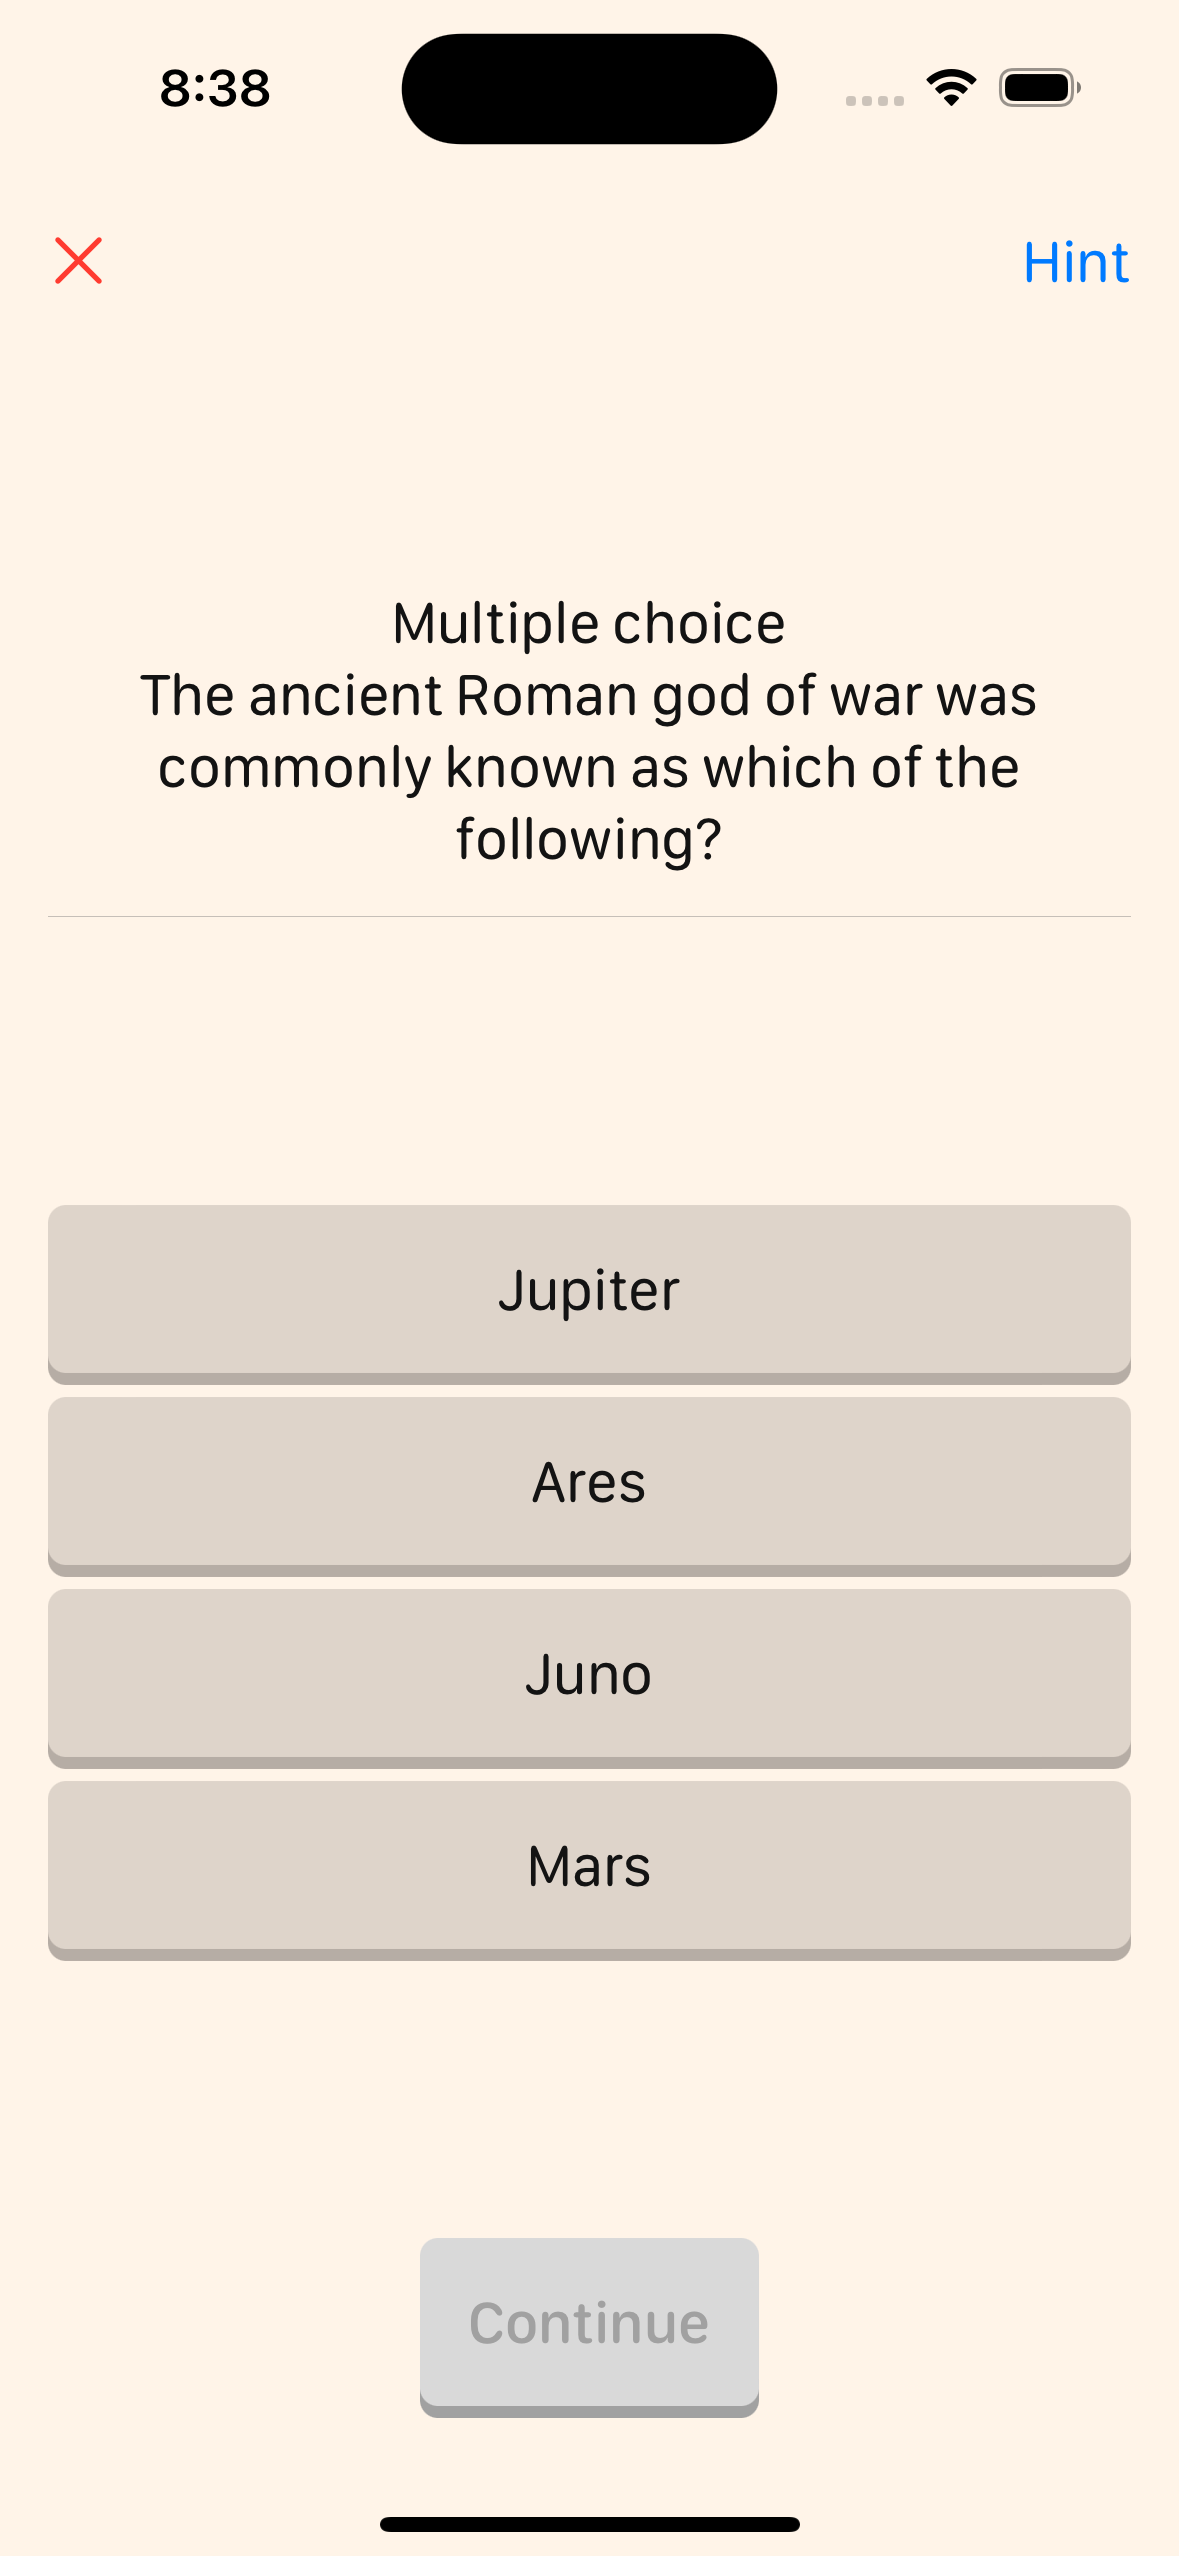 8:38
Hint
Multiple choice
The ancient Roman god of war was
commonly known as which of the
following?
Jupiter
Ares
Juno
Mars
Continue